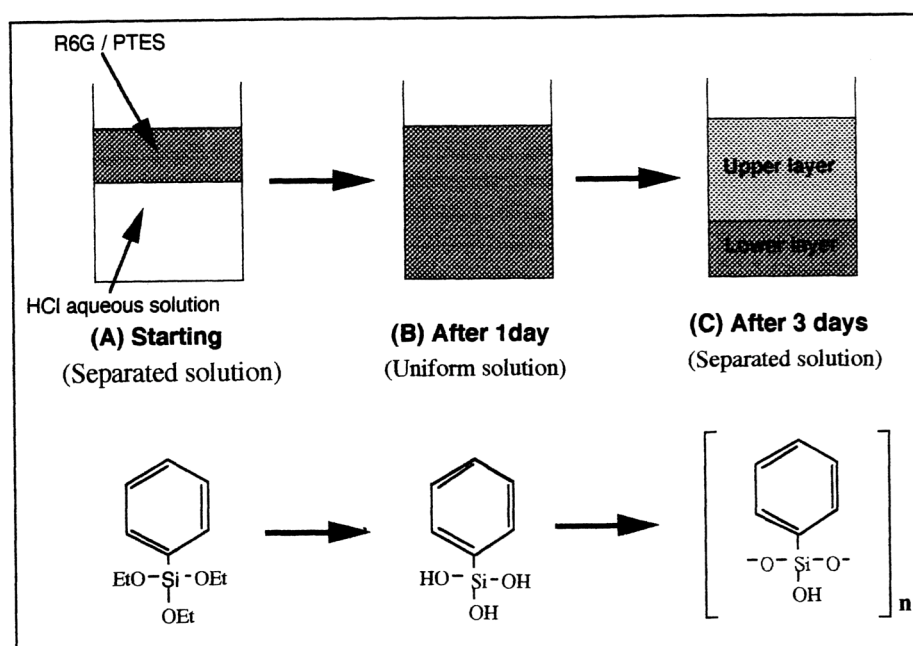 R6G / PTES
Upper layer
Lower layer
HCl aqueous solution
(A) Starting
(Separated solution)
(B) After 1day
(Uniform solution)
(C) After 3 days
(Separated solution)
EtO-Si-OEt
OEt
HO-Si-OH
OH
-O-Si-O-
OH
n